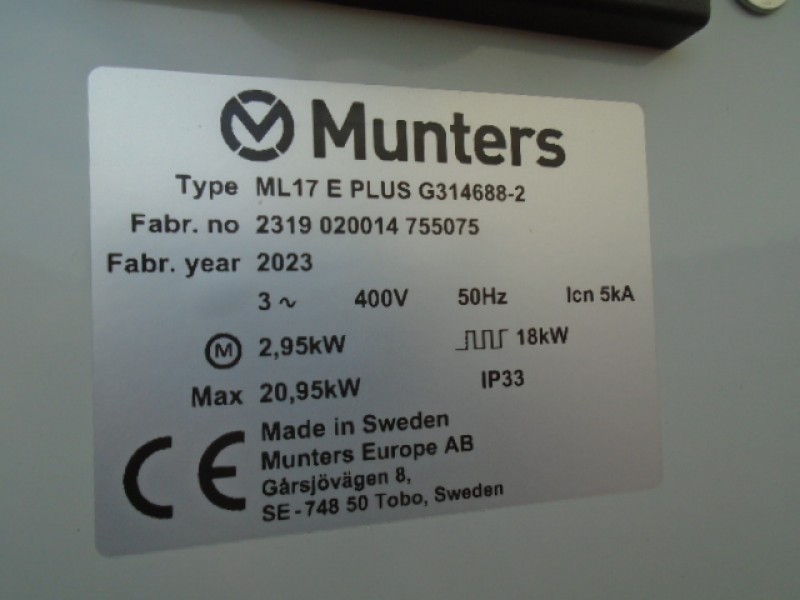 Munters
Type ML17 E PLUS G314688-2
Fabr. no 2319 020014 755075
Fabr. year 2023
3 ~ 400V 50Hz Icn 5kA
M 2,95kW 18kW
Max 20,95kW IP33
CE
Made in Sweden
Munters Europe AB
Gårsjövägen 8,
SE-748 50 Tobo, Sweden